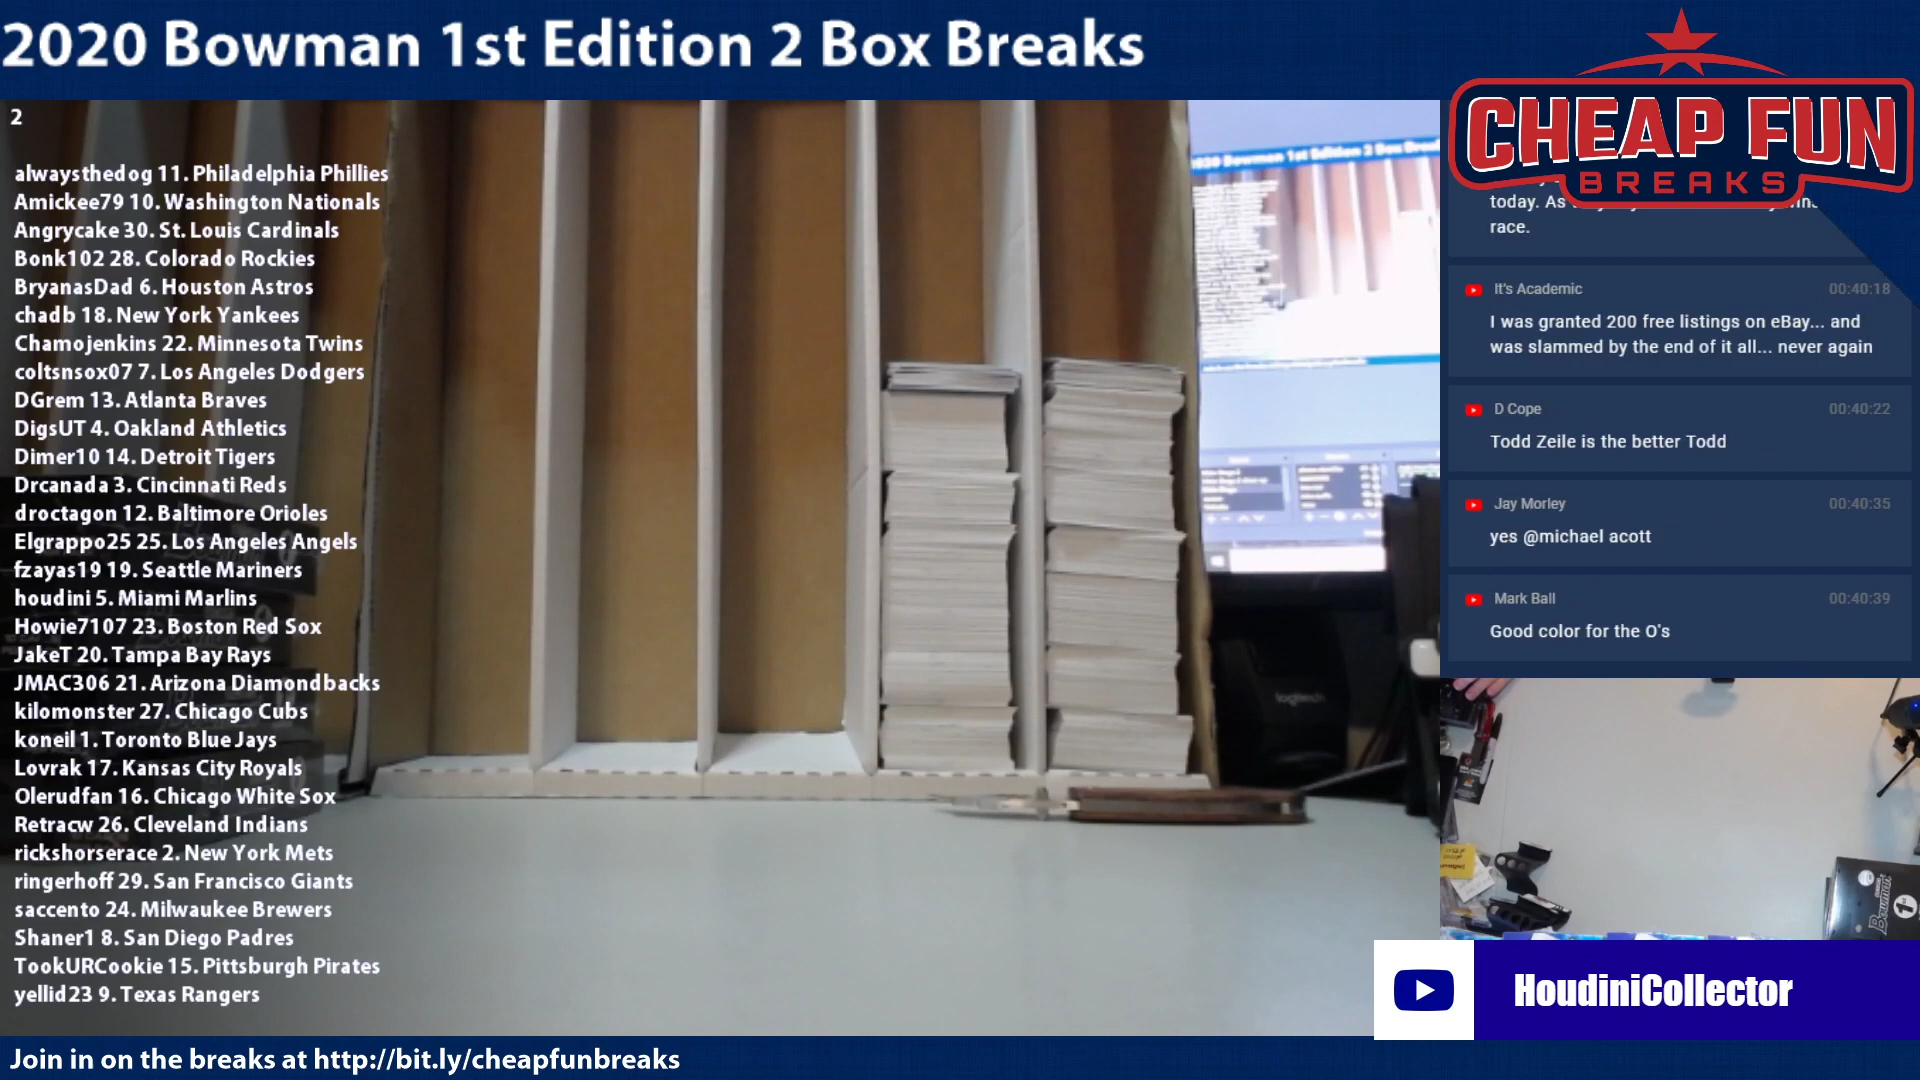 2020 Bowman 1st Edition 2 Box Breaks
2
alwaysthedog 11. Philadelphia Phillies
Amickee79 10. Washington Nationals
Angrycake 30. St. Louis Cardinals
Bonk102 28. Colorado Rockies
BryanasDad 6. Houston Astros
chadb 18. New York Yankees
Chamojenkins 22. Minnesota Twins
coltsnsox07 7. Los Angeles Dodgers
DGrem 13. Atlanta Braves
DigsUT 4. Oakland Athletics
Dimer10 14. Detroit Tigers
Drcanada 3. Cincinnati Reds
droctagon 12. Baltimore Orioles
Elgrappo25 25. Los Angeles Angels
fzayas19 19. Seattle Mariners
houdini 5. Miami Marlins
Howie7107 23. Boston Red Sox
JakeT 20. Tampa Bay Rays
JMAC306 21. Arizona Diamondbacks
kilomonster 27. Chicago Cubs
koneil 1. Toronto Blue Jays
Lovrak 17. Kansas City Royals
Olerudfan 16. Chicago White Sox
Retracw 26. Cleveland Indians
rickshorserace 2. New York Mets
ringerhoff 29. San Francisco Giants
saccento 24. Milwaukee Brewers
Shaner1 8. San Diego Padres
TookURCookie 15. Pittsburgh Pirates
yellid23 9. Texas Rangers
2020 Bowman 1st Edition 2 Box
logitech
CHEAP FUN
BREAKS
today. As
race.
It's Academic 00:40:18
I was granted 200 free listings on eBay... and
was slammed by the end of it all... never again
D Cope 00:40:22
Todd Zeile is the better Todd
Jay Morley 00:40:35
yes @michael acott
Mark Ball 00:40:39
Good color for the O's
Bowman
1st
HoudiniCollector
Join in on the breaks at http://bit.ly/cheapfunbreaks